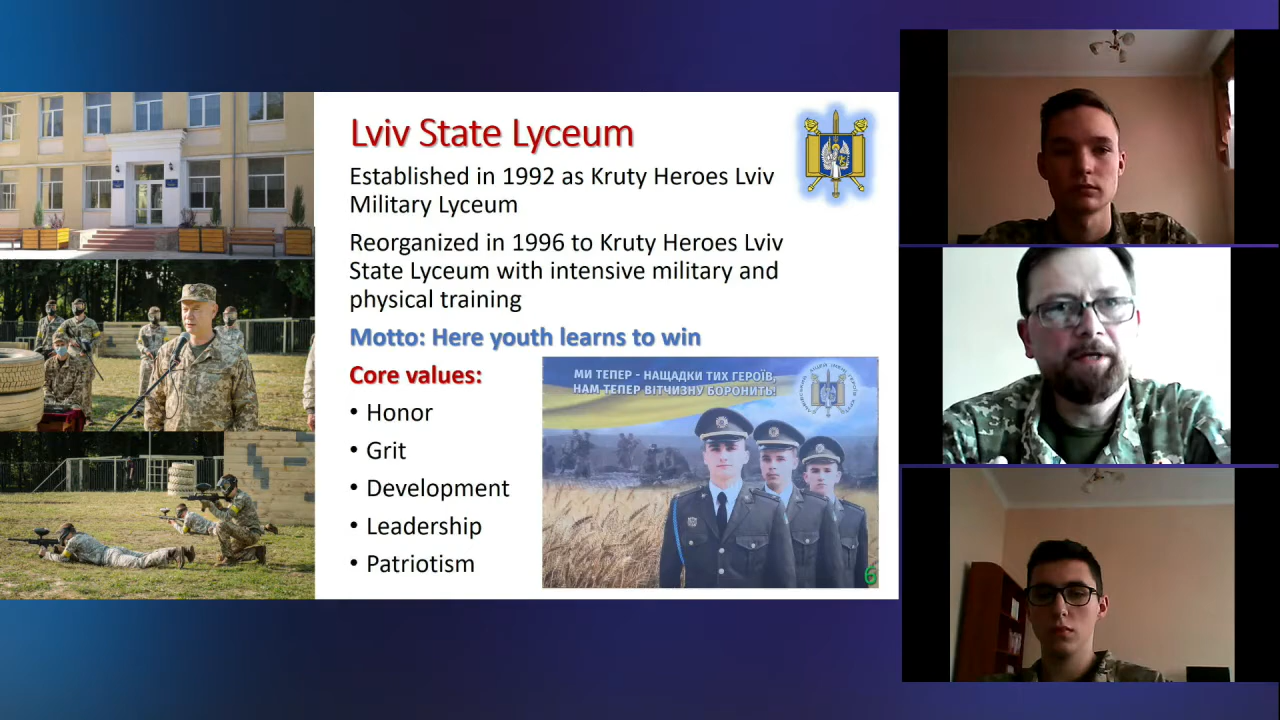 Lviv State Lyceum
Established in 1992 as Kruty Heroes Lviv
Military Lyceum
Reorganized in 1996 to Kruty Heroes Lviv
State Lyceum with intensive military and
physical training
Motto: Here youth learns to win
Core values:
• Honor
• Grit
• Development
• Leadership
• Patriotism
МИ ТЕПЕР - НАЩАДКИ ТИХ ГЕРОЇВ,
НАМ ТЕПЕР ВІТЧИЗНУ БОРОНИТЬ!
6